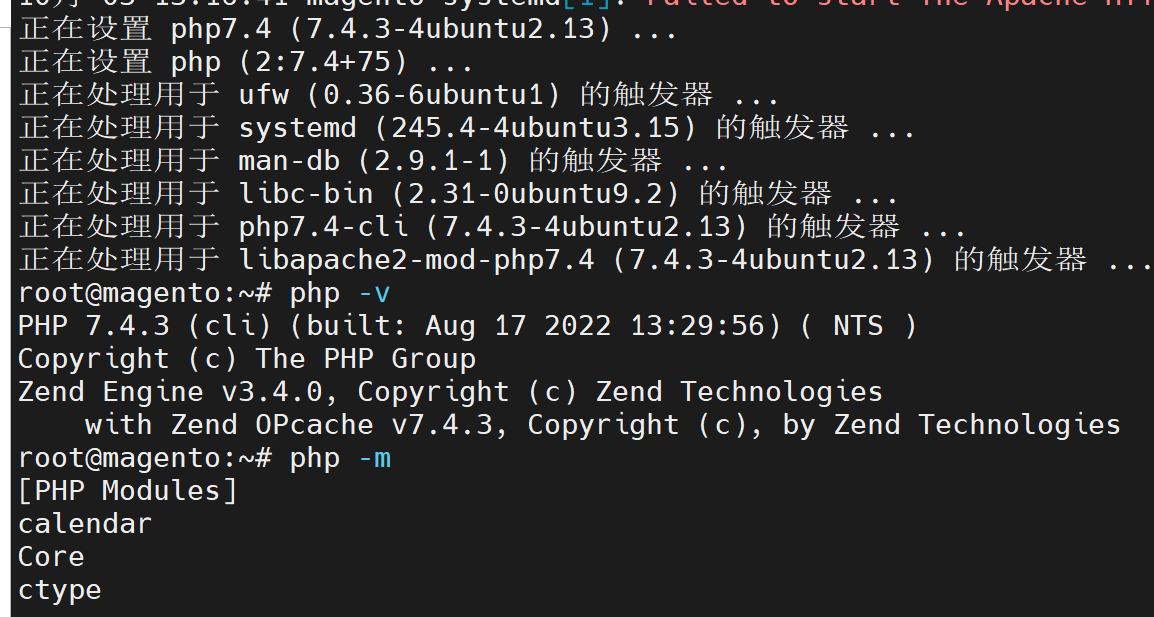 magento systemd[1]: Failed to start The Apache
正在设置 php7.4 (7.4.3-4ubuntu2.13) ...
正在设置 php (2:7.4+75) ...
正在处理用于 ufw (0.36-6ubuntu1) 的触发器 ...
正在处理用于 systemd (245.4-4ubuntu3.15) 的触发器 ...
正在处理用于 man-db (2.9.1-1) 的触发器 ...
正在处理用于 libc-bin (2.31-0ubuntu9.2) 的触发器 ...
正在处理用于 php7.4-cli (7.4.3-4ubuntu2.13) 的触发器 ...
正在处理用于 libapache2-mod-php7.4 (7.4.3-4ubuntu2.13) 的触发器 ...
root@magento:~# php -v
PHP 7.4.3 (cli) (built: Aug 17 2022 13:29:56) ( NTS )
Copyright (c) The PHP Group
Zend Engine v3.4.0, Copyright (c) Zend Technologies
    with Zend OPcache v7.4.3, Copyright (c), by Zend Technologies
root@magento:~# php -m
[PHP Modules]
calendar
Core
ctype